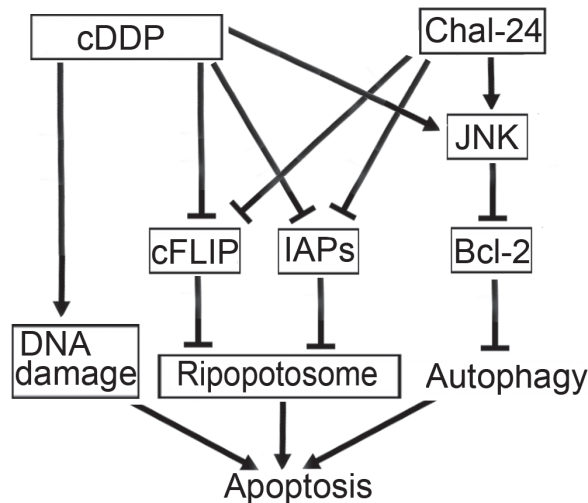 cDDP
Chal-24
JNK
cFLIP
IAPs
Bcl-2
DNA
damage
Ripopotosome
Autophagy
Apoptosis